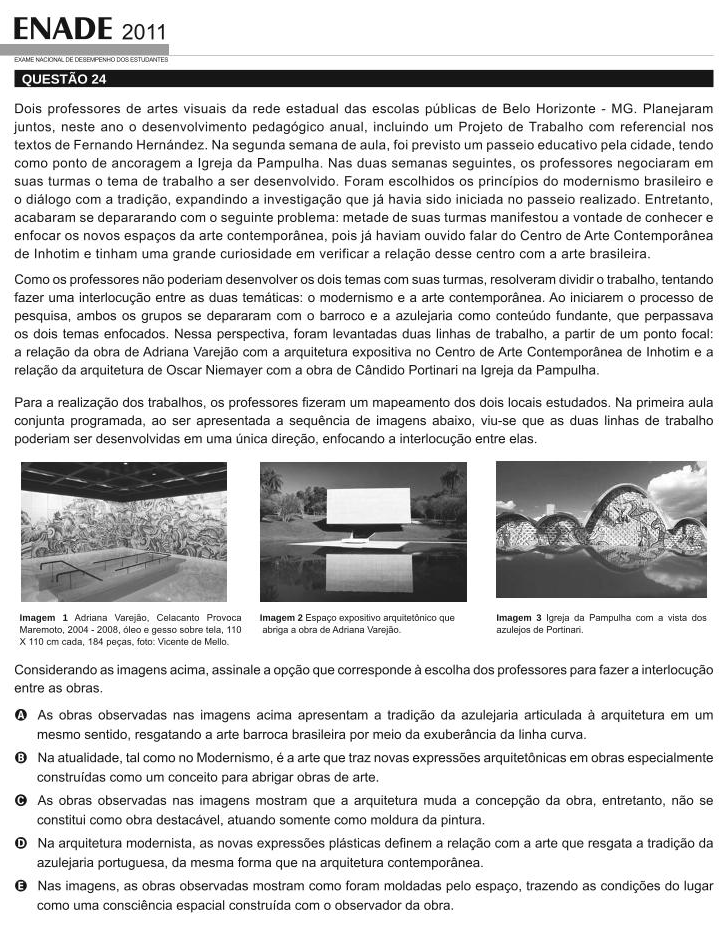 ENADE 2011
EXAME NACIONAL DE DESEMPENHO DOS ESTUDANTES
QUESTÃO 24
Dois professores de artes visuais da rede estadual das escolas públicas de Belo Horizonte - MG. Planejaram
juntos, neste ano o desenvolvimento pedagógico anual, incluindo um Projeto de Trabalho com referencial nos
textos de Fernando Hernández. Na segunda semana de aula, foi previsto um passeio educativo pela cidade, tendo
como ponto de ancoragem a Igreja da Pampulha. Nas duas semanas seguintes, os professores negociaram em
suas turmas o tema de trabalho a ser desenvolvido. Foram escolhidos os princípios do modernismo brasileiro e
o diálogo com a tradição, expandindo a investigação que já havia sido iniciada no passeio realizado. Entretanto,
acabaram se depararando com o seguinte problema: metade de suas turmas manifestou a vontade de conhecer e
enfocar os novos espaços da arte contemporânea, pois já haviam ouvido falar do Centro de Arte Contemporânea
de Inhotim e tinham uma grande curiosidade em verificar a relação desse centro com a arte brasileira.
Como os professores não poderiam desenvolver os dois temas com suas turmas, resolveram dividir o trabalho, tentando
fazer uma interlocução entre as duas temáticas: o modernismo e a arte contemporânea. Ao iniciarem o processo de
pesquisa, ambos os grupos se depararam com o barroco e a azulejaria como conteúdo fundante, que perpassava
os dois temas enfocados. Nessa perspectiva, foram levantadas duas linhas de trabalho, a partir de um ponto focal:
a relação da obra de Adriana Varejão com a arquitetura expositiva no Centro de Arte Contemporânea de Inhotim e a
relação da arquitetura de Oscar Niemayer com a obra de Cândido Portinari na Igreja da Pampulha.
Para a realização dos trabalhos, os professores fizeram um mapeamento dos dois locais estudados. Na primeira aula
conjunta programada, ao ser apresentada a sequência de imagens abaixo, viu-se que as duas linhas de trabalho
poderiam ser desenvolvidas em uma única direção, enfocando a interlocução entre elas.
Imagem 1 Adriana Varejão, Celacanto Provoca
Maremoto, 2004 - 2008, óleo e gesso sobre tela, 110
X 110 cm cada, 184 peças, foto: Vicente de Mello.
Imagem 2 Espaço expositivo arquitetônico que
abriga a obra de Adriana Varejão.
Imagem 3 Igreja da Pampulha com a vista dos
azulejos de Portinari.
Considerando as imagens acima, assinale a opção que corresponde à escolha dos professores para fazer a interlocução
entre as obras.
A As obras observadas nas imagens acima apresentam a tradição da azulejaria articulada à arquitetura em um
mesmo sentido, resgatando a arte barroca brasileira por meio da exuberância da linha curva.
B Na atualidade, tal como no Modernismo, é a arte que traz novas expressões arquitetônicas em obras especialmente
construídas como um conceito para abrigar obras de arte.
C As obras observadas nas imagens mostram que a arquitetura muda a concepção da obra, entretanto, não se
constitui como obra destacável, atuando somente como moldura da pintura.
D Na arquitetura modernista, as novas expressões plásticas definem a relação com a arte que resgata a tradição da
azulejaria portuguesa, da mesma forma que na arquitetura contemporânea.
E Nas imagens, as obras observadas mostram como foram moldadas pelo espaço, trazendo as condições do lugar
como uma consciência espacial construída com o observador da obra.